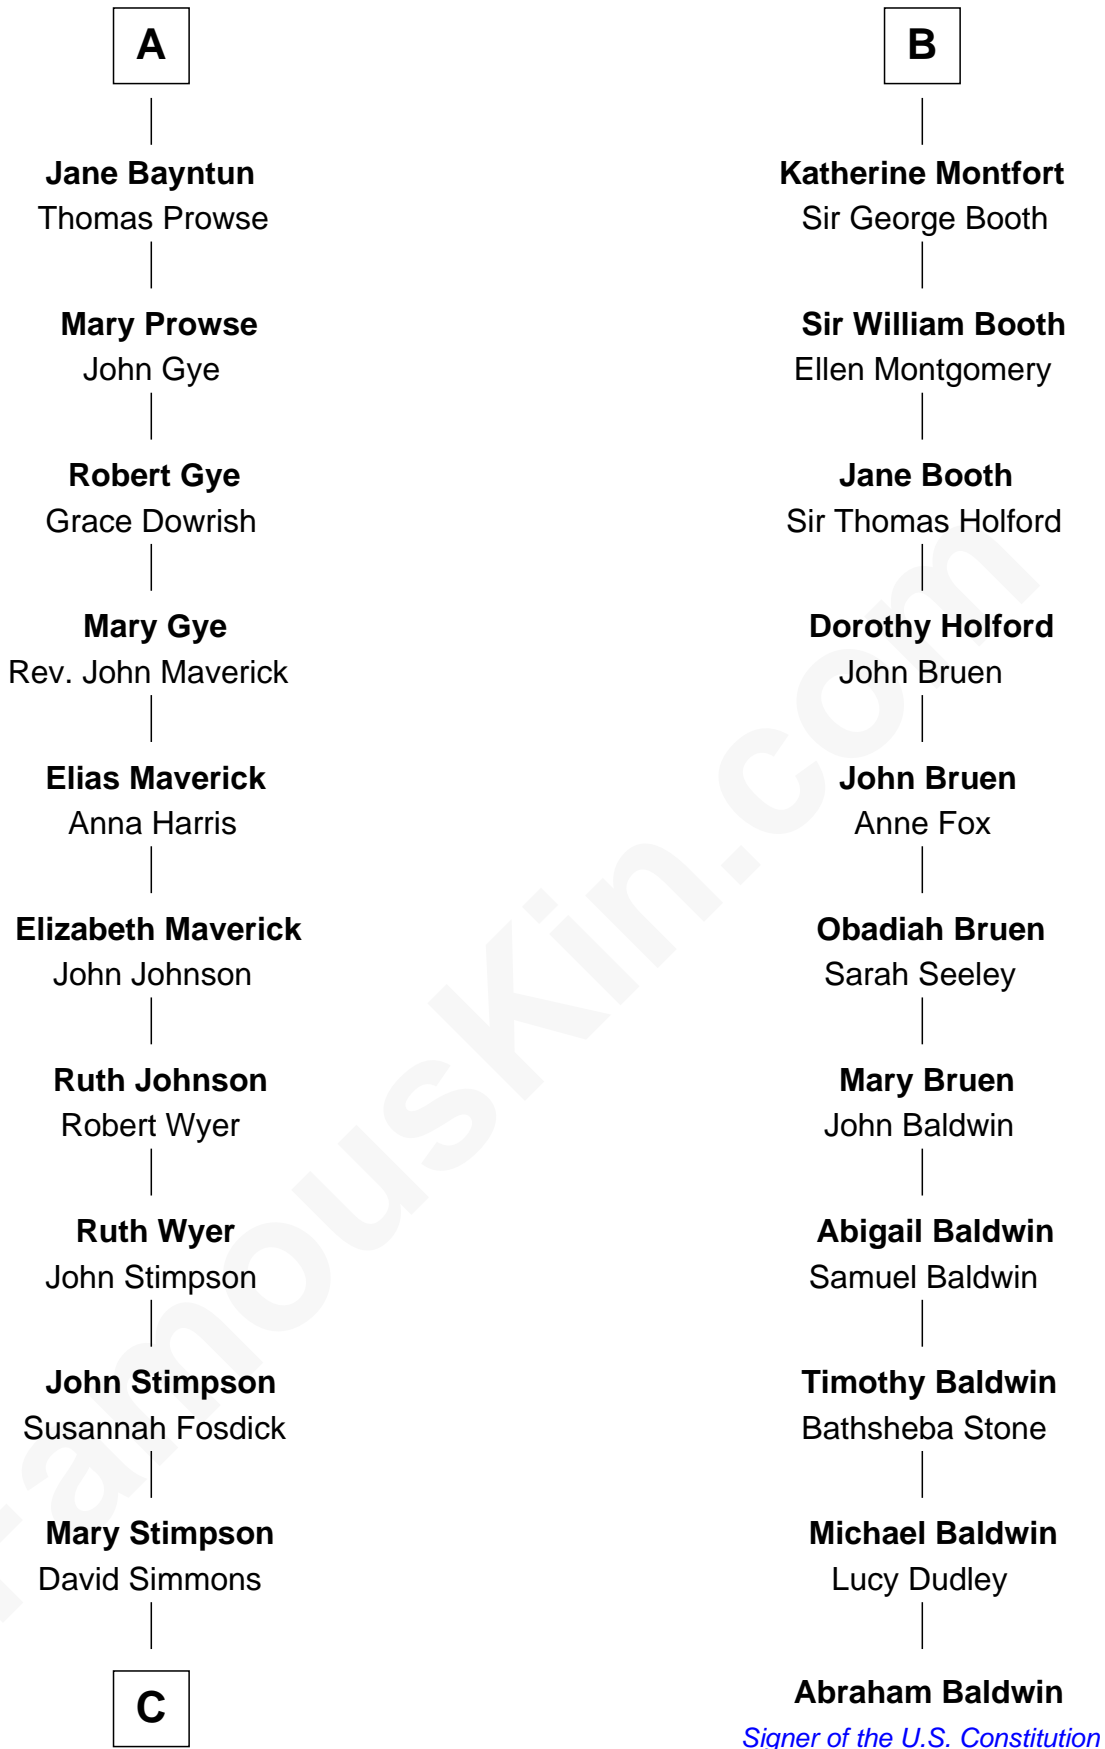 A
Jane Bayntun
Thomas Prowse
Mary Prowse
John Gye
Robert Gye
Grace Dowrish
Mary Gye
Rev. John Maverick
Elias Maverick
Anna Harris
Elizabeth Maverick
John Johnson
Ruth Johnson
Robert Wyer
Ruth Wyer
John Stimpson
John Stimpson
Susannah Fosdick
Mary Stimpson
David Simmons
C
B
Katherine Montfort
Sir George Booth
Sir William Booth
Ellen Montgomery
Jane Booth
Sir Thomas Holford
Dorothy Holford
John Bruen
John Bruen
Anne Fox
Obadiah Bruen
Sarah Seeley
Mary Bruen
John Baldwin
Abigail Baldwin
Samuel Baldwin
Timothy Baldwin
Bathsheba Stone
Michael Baldwin
Lucy Dudley
Abraham Baldwin
Signer of the U.S. Constitution
FamousKin.com